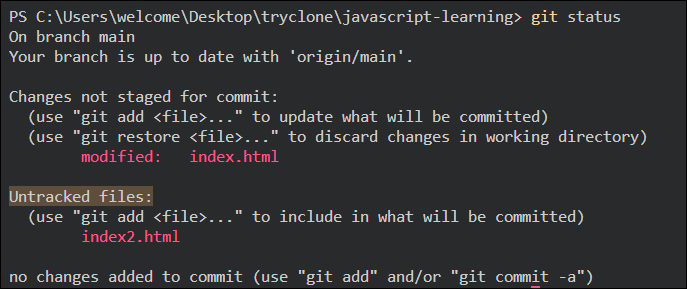 PS C:\Users\welcome\Desktop\tryclone\javascript-learning> git status
On branch main
Your branch is up to date with 'origin/main'.
Changes not staged for commit:
(use "git add <file>..." to update what will be committed)
(use "git restore <file>..." to discard changes in working directory)
modified: index.html
Untracked files:
(use "git add <file>..." to include in what will be committed)
index2.html
no changes added to commit (use "git add" and/or "git commit -a")